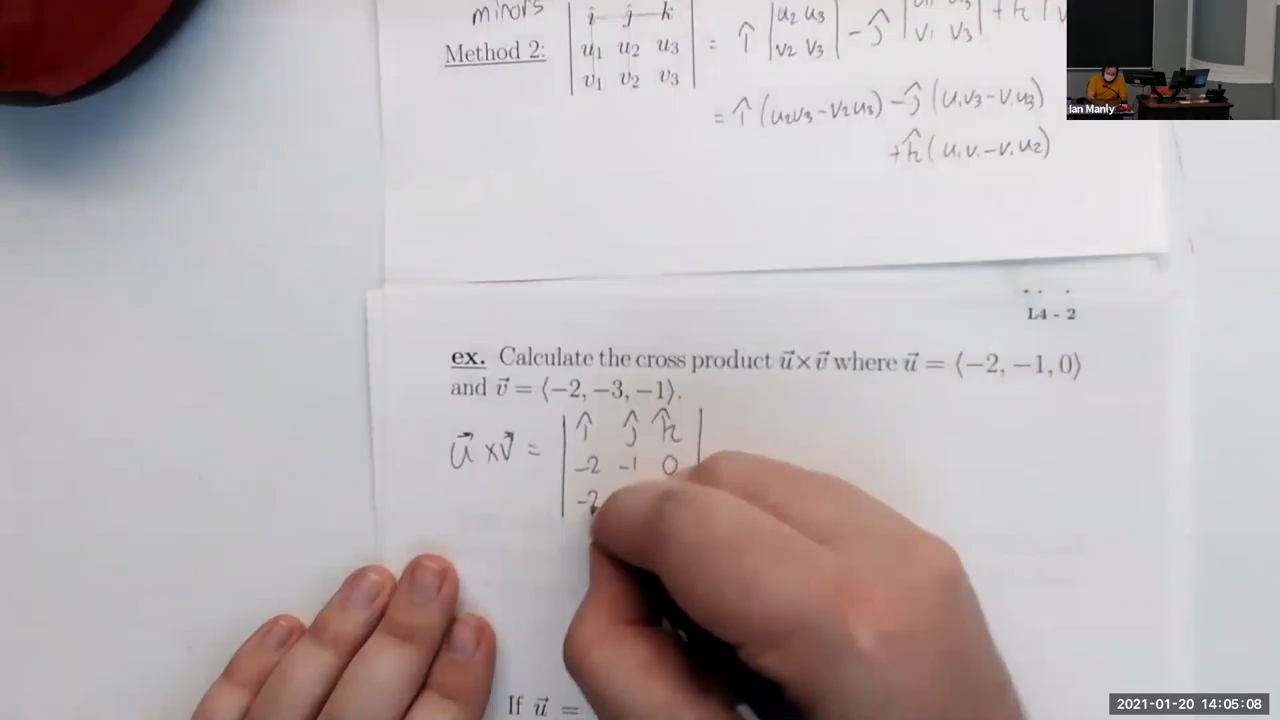 minors
Method 2: | î ĵ k̂ | = î | u2 u3 | − ĵ | u3 | + k̂
| u1 u2 u3 | | v2 v3 | | v1 v3 |
| v1 v2 v3 |
= î (u2v3 − v2u3) − ĵ (u1v3 − v1u3)
+ k̂ (u1v1 − v1u2)
Ian Manly
L4 - 2
ex. Calculate the cross product u⃗×v⃗ where u⃗ = ⟨−2, −1, 0⟩
and v⃗ = ⟨−2, −3, −1⟩.
u⃗ × v⃗ = | î ĵ k̂ |
| −2 −1 0 |
| −2
If u⃗ =
2021-01-20 14:05:08